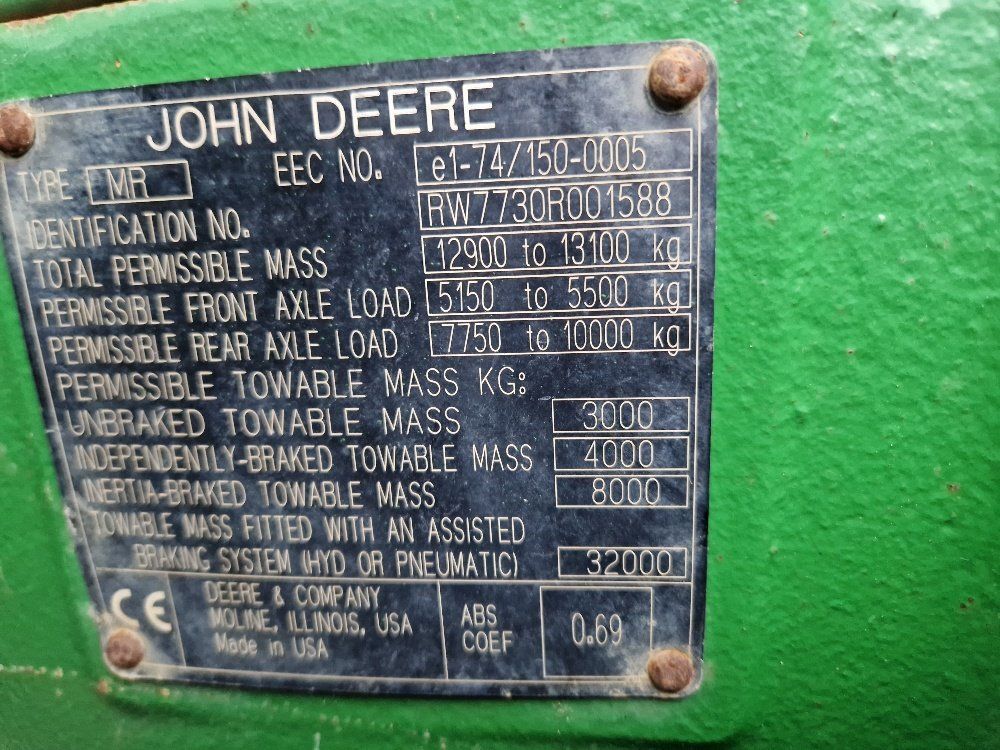 JOHN DEERE
TYPE MR EEC NO. e1-74/150-0005
IDENTIFICATION NO. RW7730R001588
TOTAL PERMISSIBLE MASS 12900 to 13100 kg
PERMISSIBLE FRONT AXLE LOAD 5150 to 5500 kg
PERMISSIBLE REAR AXLE LOAD 7750 to 10000 kg
PERMISSIBLE TOWABLE MASS KG:
UNBRAKED TOWABLE MASS 3000
INDEPENDENTLY-BRAKED TOWABLE MASS 4000
INERTIA-BRAKED TOWABLE MASS 8000
TOWABLE MASS FITTED WITH AN ASSISTED
BRAKING SYSTEM (HYD OR PNEUMATIC) 32000
CE
DEERE & COMPANY
MOLINE, ILLINOIS, USA
Made in USA
ABS
COEF
0.69